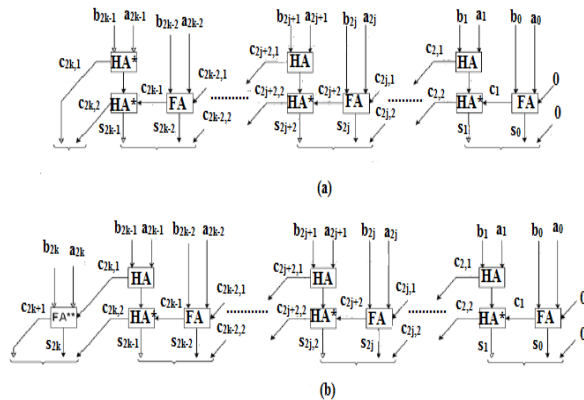 b2k-1 a2k-1 b2k-2 a2k-2 b2j+1 a2j+1 b2j a2j b1 a1 b0 a0
c2k,1 HA* c2k-2,1 c2j+2,1 HA c2j,1 c2,1 HA 0
c2k,2 HA* c2k-1 FA ......... c2j+2,2 HA* c2j+2 FA ......... c2,2 HA* c1 FA 0
s2k-1 s2k-2 c2k-2,2 s2j+2 s2j c2j,2 s1 s0
(a)
b2k-1 a2k-1 b2k-2 a2k-2 b2j+1 a2j+1 b2j a2j b1 a1 b0 a0
b2k a2k c2k,1 HA c2k-2,1 c2j+2,1 HA c2j,1 c2,1 HA 0
c2k+1 FA** c2k,2 HA* c2k-1 FA ......... c2j+2,2 HA* c2j+2 FA ......... c2,2 HA* c1 FA 0
s2k s2k-1 s2k-2 c2k-2,2 s2j,2 s2j c2j,2 s1 s0
(b)